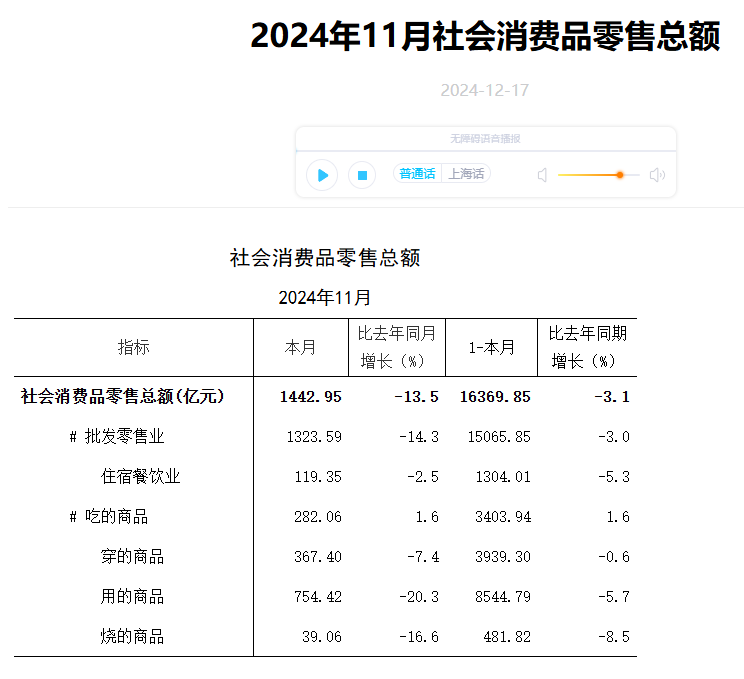 2024年11月社会消费品零售总额
2024-12-17
无障碍语音播报
普通话 上海话
社会消费品零售总额
2024年11月
指标 本月 比去年同月增长（%） 1-本月 比去年同期增长（%）
社会消费品零售总额(亿元) 1442.95 -13.5 16369.85 -3.1
# 批发零售业 1323.59 -14.3 15065.85 -3.0
住宿餐饮业 119.35 -2.5 1304.01 -5.3
# 吃的商品 282.06 1.6 3403.94 1.6
穿的商品 367.40 -7.4 3939.30 -0.6
用的商品 754.42 -20.3 8544.79 -5.7
烧的商品 39.06 -16.6 481.82 -8.5